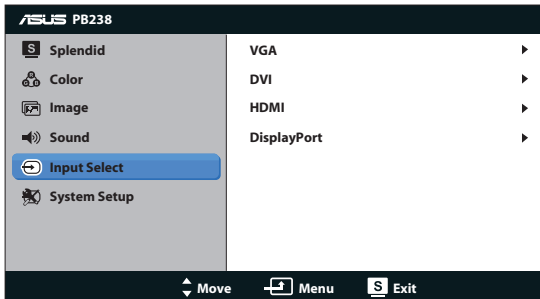 ASUS PB238
S Splendid
Color
Image
Sound
Input Select
System Setup
VGA
DVI
HDMI
DisplayPort
Move Menu S Exit